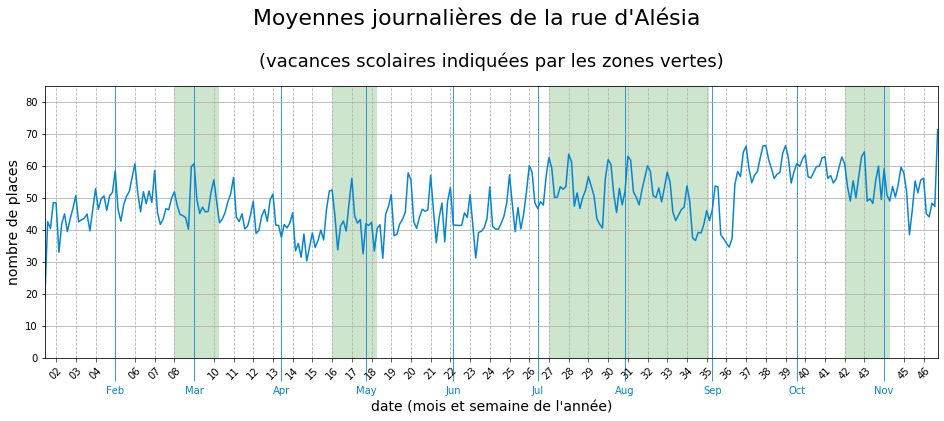 Moyennes journalières de la rue d'Alésia
(vacances scolaires indiquées par les zones vertes)
nombre de places
80
70
60
50
40
30
20
10
0
02 03 04 06 07 08 10 11 12 13 14 15 16 17 18 19 20 21 22 23 24 25 26 27 28 29 30 31 32 33 34 35 36 37 38 39 40 41 42 43 45 46
Feb Mar Apr May Jun Jul Aug Sep Oct Nov
date (mois et semaine de l'année)